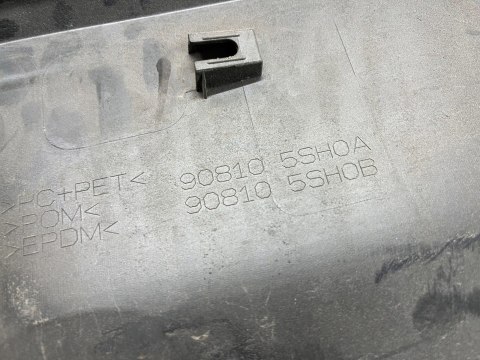 >PC+PET< 90810 5SH0A
>POM< 90810 5SH0B
>EPDM<